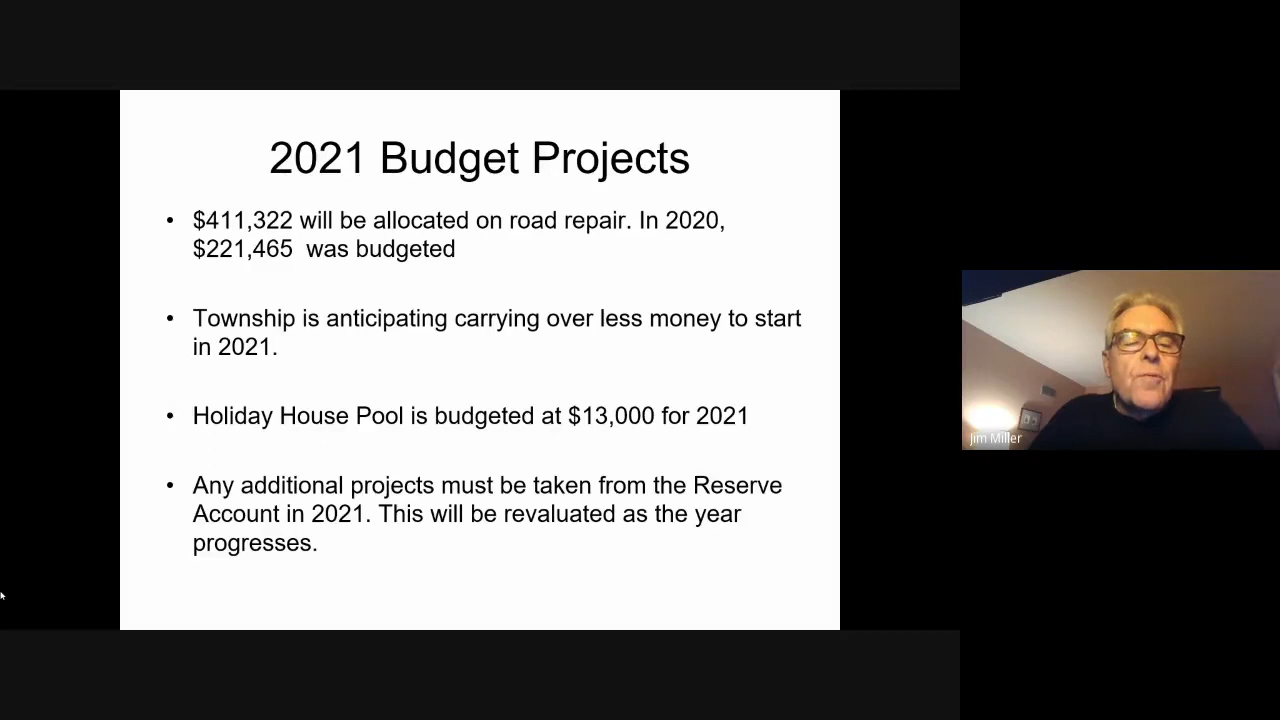 2021 Budget Projects
• $411,322 will be allocated on road repair. In 2020,
$221,465  was budgeted
• Township is anticipating carrying over less money to start
in 2021.
• Holiday House Pool is budgeted at $13,000 for 2021
• Any additional projects must be taken from the Reserve
Account in 2021. This will be revaluated as the year
progresses.
Jim Miller